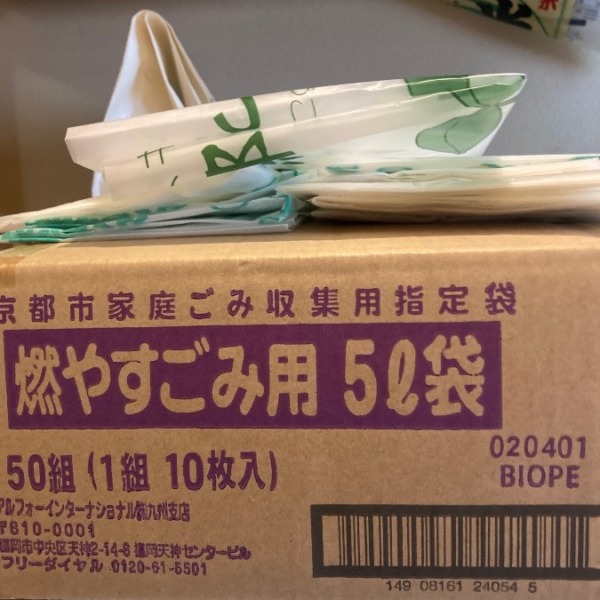 京都市家庭ごみ収集用指定袋
燃やすごみ用 5ℓ袋
50組(1組 10枚入)
020401
BIOPE
アルフォーインターナショナル㈱九州支店
〒810-0001
福岡市中央区天神2-14-8 福岡天神センタービル
フリーダイヤル 0120-61-5501
149 08161 24054 5